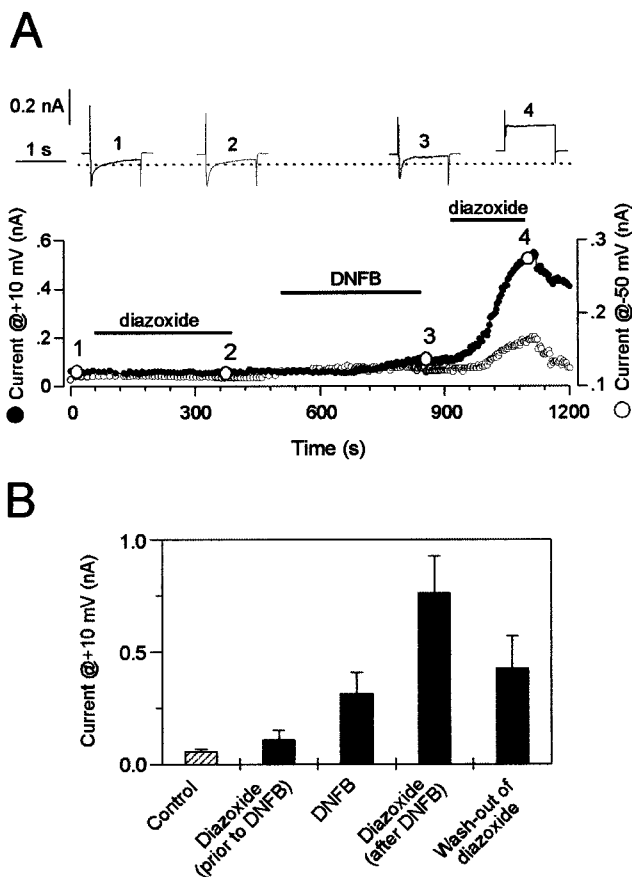 A
0.2 nA
1 s
1
2
3
4
diazoxide
4
DNFB
3
diazoxide
1
2
● Current @+10 mV (nA)
.6
.4
.2
0
.3
.2
.1
○ Current @-50 mV (nA)
0 300 600 900 1200
Time (s)
B
Current @+10 mV (nA)
1.0
0.5
0.0
Control
Diazoxide
(prior to DNFB)
DNFB
Diazoxide
(after DNFB)
Wash-out of
diazoxide